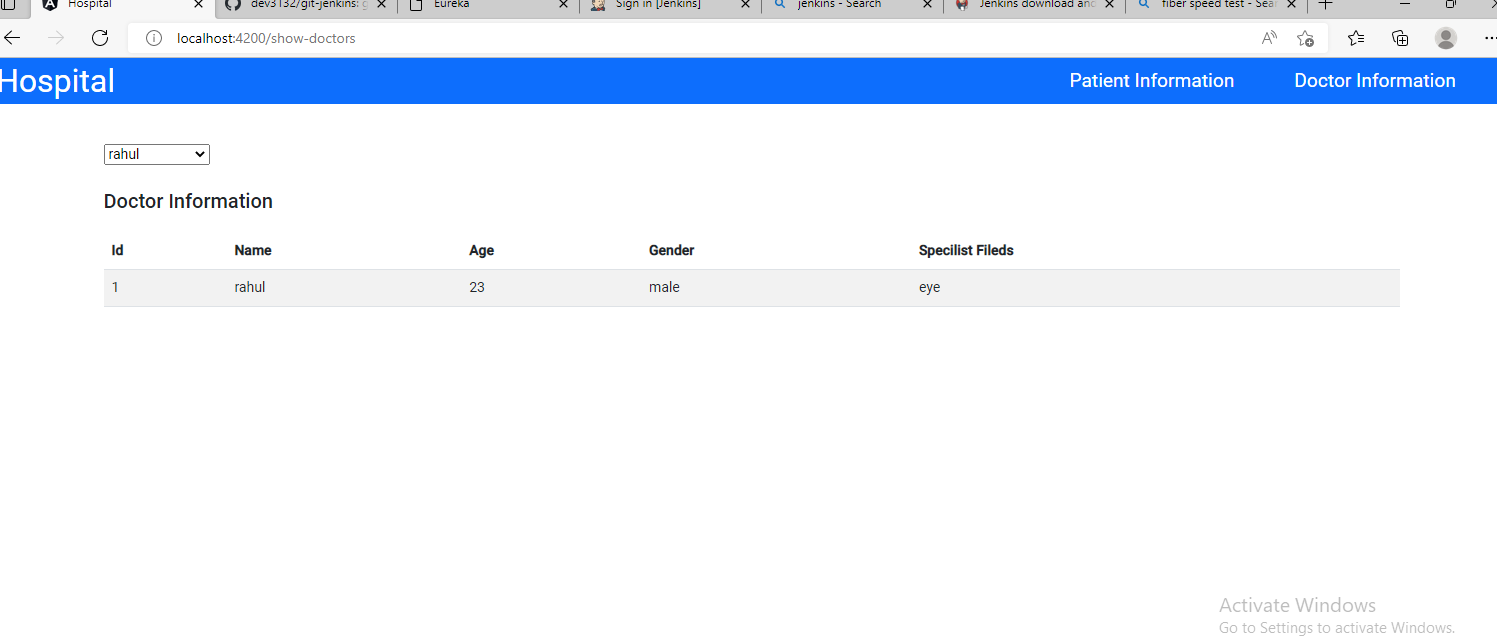 Hospital
dev3132/git-jenkins: g
Eureka
Sign in [Jenkins]
jenkins - Search
Jenkins download and
fiber speed test - Sear
localhost:4200/show-doctors
Hospital
Patient Information
Doctor Information
rahul
Doctor Information
Id Name Age Gender Specilist Fileds
1 rahul 23 male eye
Activate Windows
Go to Settings to activate Windows.